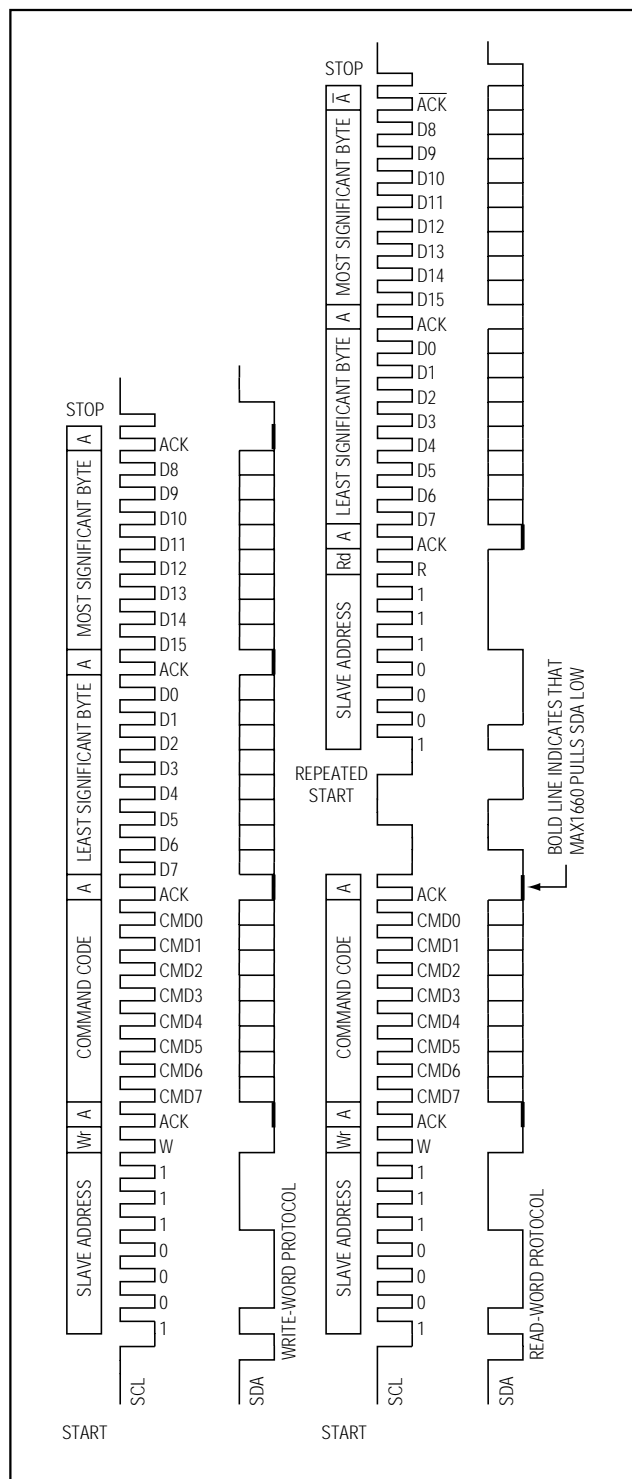 START
STOP
SLAVE ADDRESS Wr A COMMAND CODE A LEAST SIGNIFICANT BYTE A MOST SIGNIFICANT BYTE A
SCL
1 0 0 0 1 1 1 W ACK CMD7 CMD6 CMD5 CMD4 CMD3 CMD2 CMD1 CMD0 ACK D7 D6 D5 D4 D3 D2 D1 D0 ACK D15 D14 D13 D12 D11 D10 D9 D8 ACK
SDA
WRITE-WORD PROTOCOL
START
REPEATED
START
STOP
SLAVE ADDRESS Wr A COMMAND CODE A SLAVE ADDRESS Rd A LEAST SIGNIFICANT BYTE A MOST SIGNIFICANT BYTE A̅
SCL
1 0 0 0 1 1 1 W ACK CMD7 CMD6 CMD5 CMD4 CMD3 CMD2 CMD1 CMD0 ACK 1 0 0 0 1 1 1 R ACK D7 D6 D5 D4 D3 D2 D1 D0 ACK D15 D14 D13 D12 D11 D10 D9 D8 A̅C̅K̅
SDA
READ-WORD PROTOCOL
BOLD LINE INDICATES THAT
MAX1660 PULLS SDA LOW